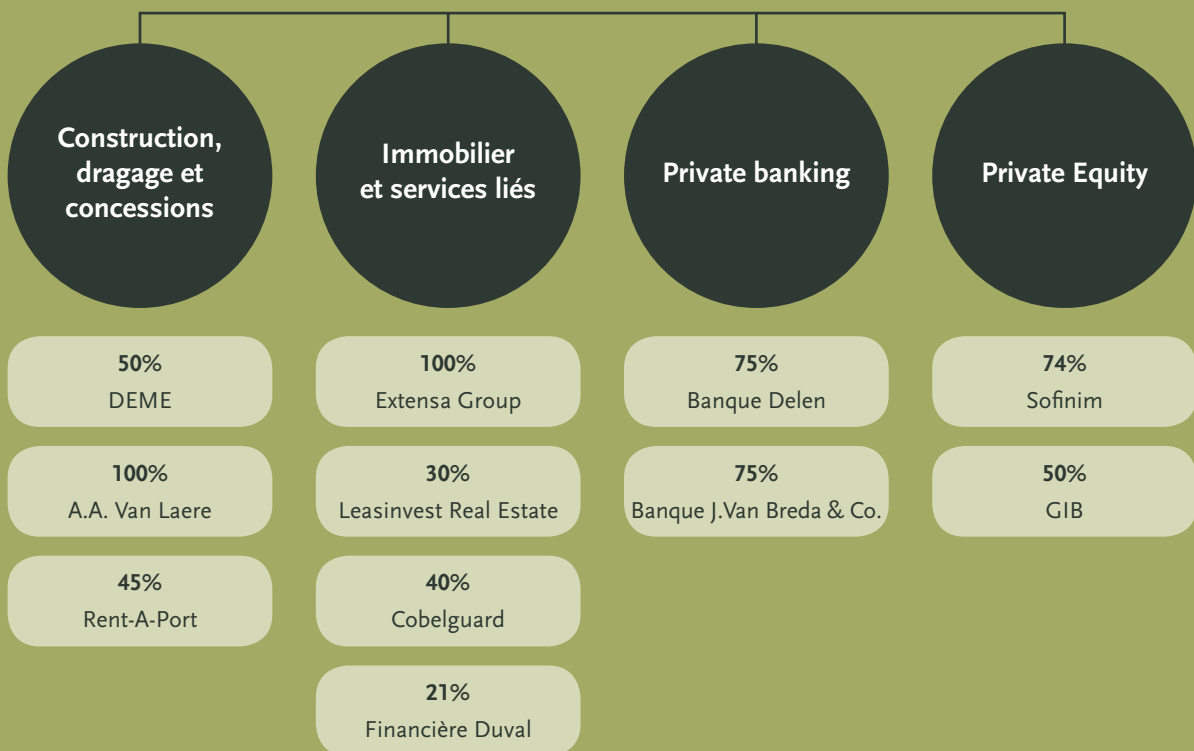 Construction,
dragage et
concessions
50%
DEME
100%
A.A. Van Laere
45%
Rent-A-Port
Immobilier
et services liés
100%
Extensa Group
30%
Leasinvest Real Estate
40%
Cobelguard
21%
Financière Duval
Private banking
75%
Banque Delen
75%
Banque J.Van Breda & Co.
Private Equity
74%
Sofinim
50%
GIB